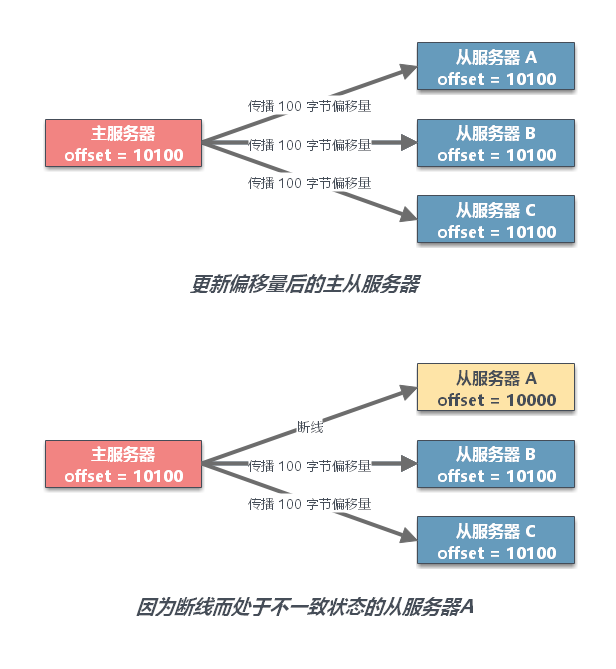 从服务器 A
offset = 10100
传播 100 字节偏移量
主服务器
offset = 10100
传播 100 字节偏移量
从服务器 B
offset = 10100
传播 100 字节偏移量
从服务器 C
offset = 10100
更新偏移量后的主从服务器
从服务器 A
offset = 10000
断线
主服务器
offset = 10100
传播 100 字节偏移量
从服务器 B
offset = 10100
传播 100 字节偏移量
从服务器 C
offset = 10100
因为断线而处于不一致状态的从服务器A